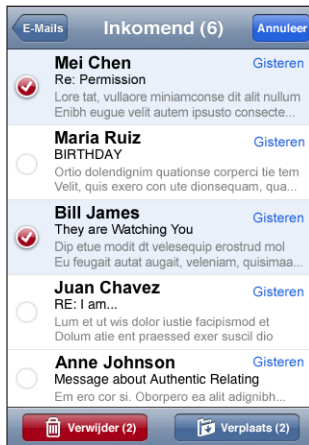 E-Mails Inkomend (6) Annuleer
Mei Chen Gisteren
Re: Permission
Lore tat, vullaore miniamconse dit alit nullum
Enibh eugue velit autem ipsusto consecte...
Maria Ruiz Gisteren
BIRTHDAY
Ortio dolendignim quationse corperci tie tem
Velit, quis exero con ute dionsequam, qua...
Bill James Gisteren
They are Watching You
Dip etue modit dt velesequip erostrud mol
Eu feugait autat augait, veleniam, quisimaa...
Juan Chavez Gisteren
RE: I am...
Lum et ut wis dolor iustie facipismod et
Dolum atie ent praessed exer suscil dio
Anne Johnson Gisteren
Message about Authentic Relating
Em ero cor si. Oborpero ea alit adignibh...
Verwijder (2) Verplaats (2)